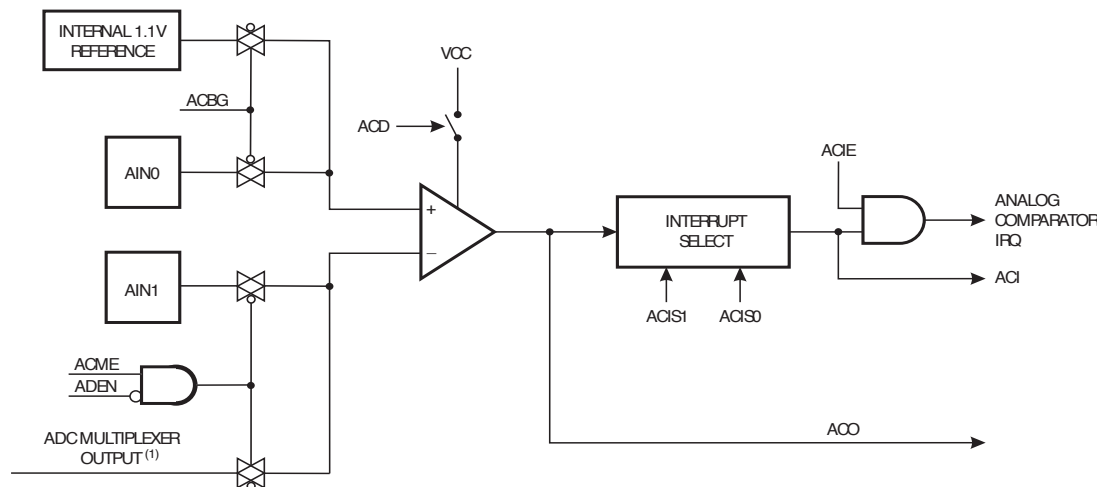 INTERNAL 1.1V
REFERENCE
ACBG
VCC
ACD
AIN0
ACIE
+
−
INTERRUPT
SELECT
ANALOG
COMPARATOR
IRQ
ACI
AIN1
ACIS1
ACIS0
ACME
ADEN
ADC MULTIPLEXER
OUTPUT (1)
ACO